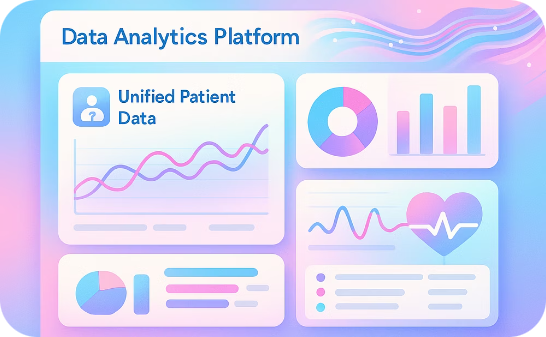 Data Analytics Platform
Unified Patient
Data
?